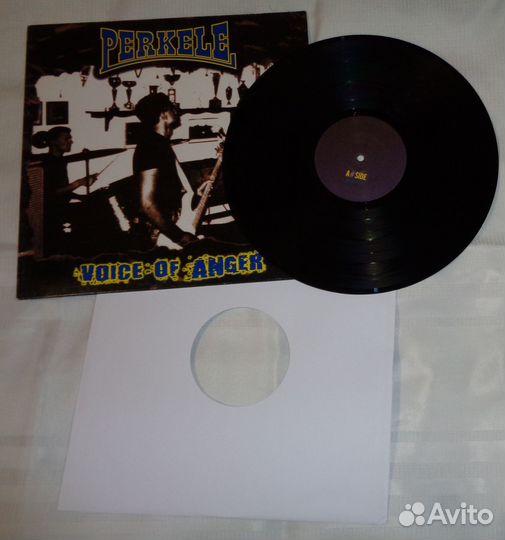 PERKELE
VOICE OF ANGER
A// SIDE
Avito